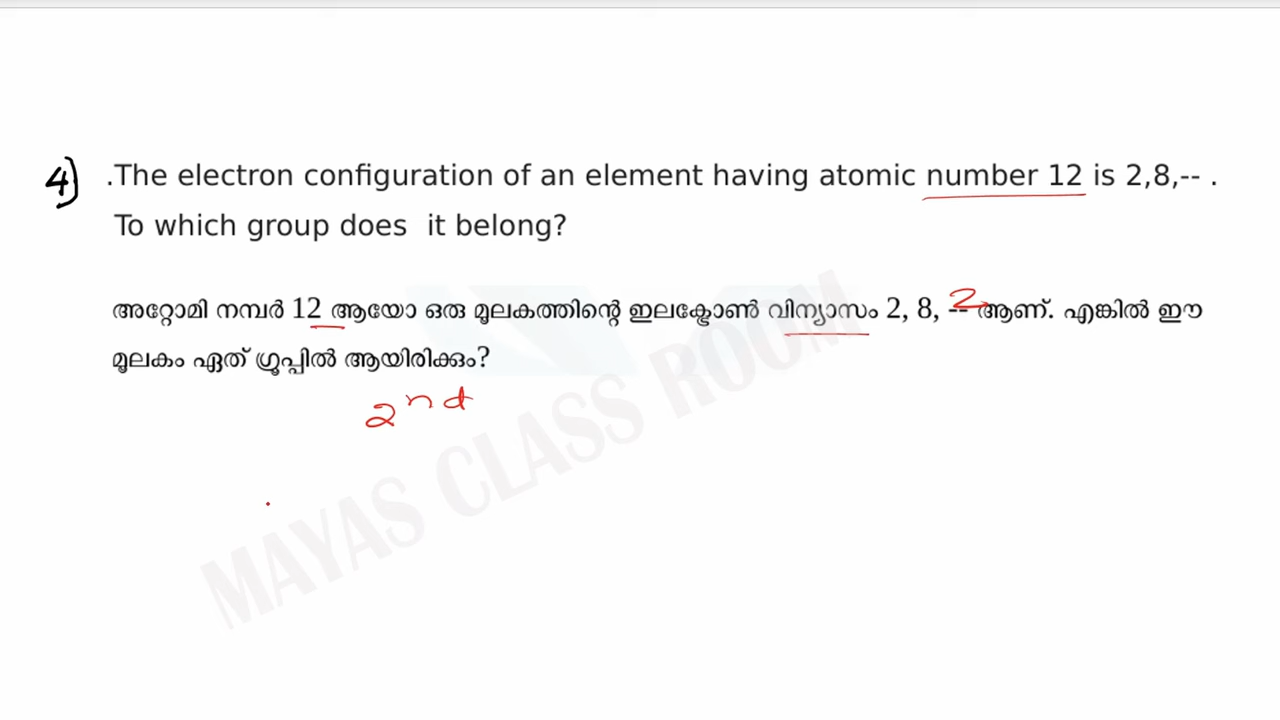 4) .The electron configuration of an element having atomic number 12 is 2,8,-- .
To which group does it belong?
അറ്റോമി നമ്പർ 12 ആയോ ഒരു മൂലകത്തിന്റെ ഇലക്ട്രോൺ വിന്യാസം 2, 8, -- 2 ആണ്. എങ്കിൽ ഈ
മൂലകം ഏത് ഗ്രൂപ്പിൽ ആയിരിക്കും?
2nd
MAYAS CLASS ROOM